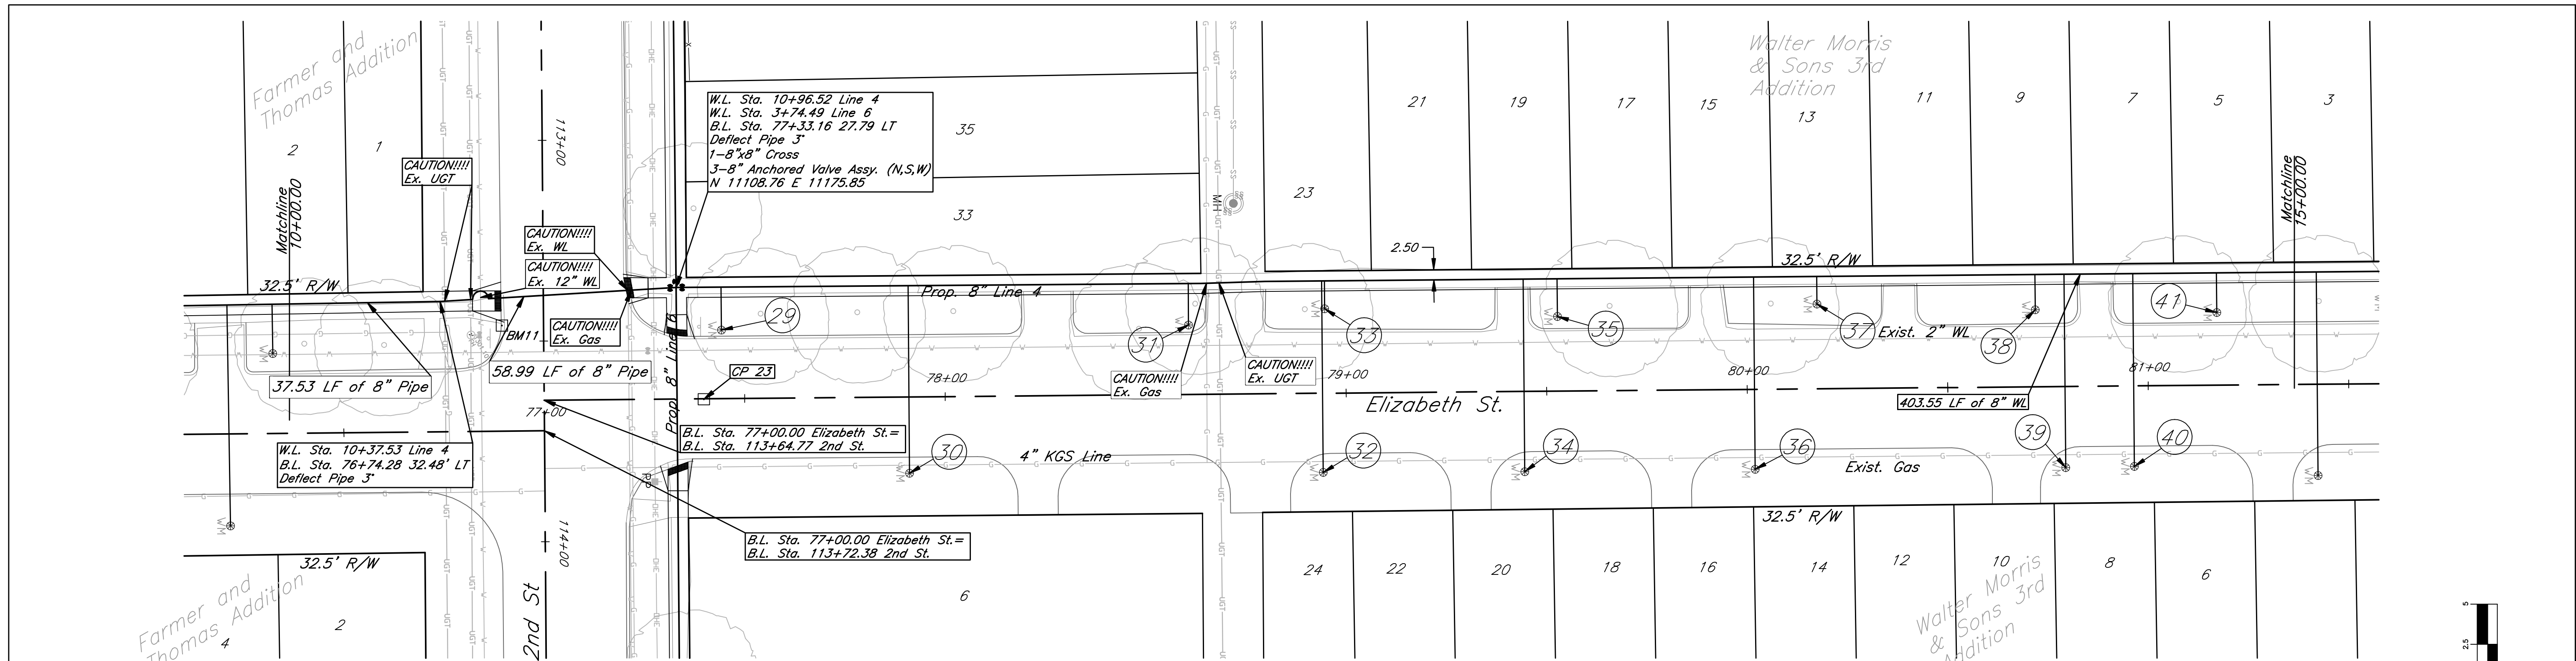 Farmer and
Thomas Addition
2
1
Matchline
10+00.00
CAUTION!!!!
Ex. UGT
113+00
CAUTION!!!!
Ex. WL
CAUTION!!!!
Ex. 12" WL
CAUTION!!!!
Ex. Gas
W.L. Sta. 10+96.52 Line 4
W.L. Sta. 3+74.49 Line 6
B.L. Sta. 77+33.16 27.79 LT
Deflect Pipe 3°
1-8"x8" Cross
3-8" Anchored Valve Assy. (N,S,W)
N 11108.76 E 11175.85
35
33
MH
23
21
19
17
15
13
11
9
7
5
3
Walter Morris
& Sons 3rd
Addition
Matchline
15+00.00
2.50
32.5' R/W
32.5' R/W
Prop. 8" Line 4
Prop. 8" Line 6
BM11
29
31
33
35
37
Exist. 2" WL
38
41
37.53 LF of 8" Pipe
58.99 LF of 8" Pipe
CP 23
CAUTION!!!!
Ex. Gas
CAUTION!!!!
Ex. UGT
77+00
78+00
79+00
80+00
81+00
Elizabeth St.
403.55 LF of 8" WL
W.L. Sta. 10+37.53 Line 4
B.L. Sta. 76+74.28 32.48' LT
Deflect Pipe 3°
B.L. Sta. 77+00.00 Elizabeth St.=
B.L. Sta. 113+64.77 2nd St.
30
4" KGS Line
32
34
36
Exist. Gas
39
40
PP
B.L. Sta. 77+00.00 Elizabeth St.=
B.L. Sta. 113+72.38 2nd St.
114+00
2nd St
32.5' R/W
32.5' R/W
Farmer and
Thomas Addition
4
2
6
24
22
20
18
16
14
12
10
8
6
Walter Morris
& Sons 3rd
Addition
5
2.5